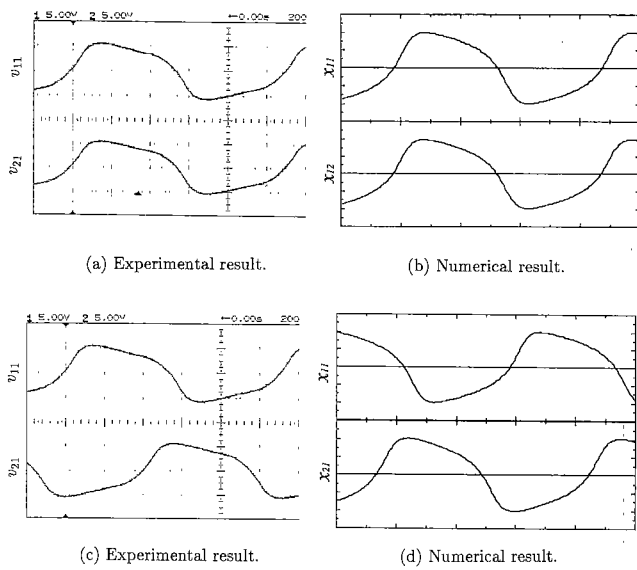 1 5.00V 2 5.00V ←0.00s 200
v11
v21
(a) Experimental result.
x11
x12
(b) Numerical result.
1 5.00V 2 5.00V ←0.00s 200
v11
v21
(c) Experimental result.
x11
x21
(d) Numerical result.